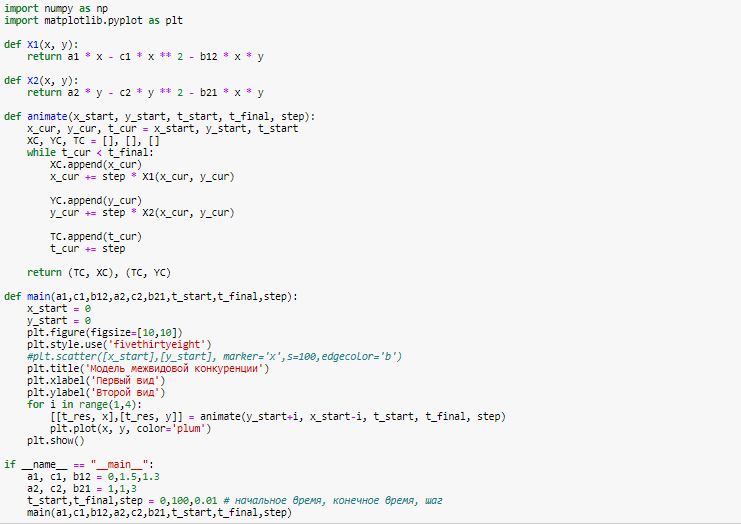 import numpy as np
import matplotlib.pyplot as plt

def X1(x, y):
    return a1 * x - c1 * x ** 2 - b12 * x * y

def X2(x, y):
    return a2 * y - c2 * y ** 2 - b21 * x * y

def animate(x_start, y_start, t_start, t_final, step):
    x_cur, y_cur, t_cur = x_start, y_start, t_start
    XC, YC, TC = [], [], []
    while t_cur < t_final:
        XC.append(x_cur)
        x_cur += step * X1(x_cur, y_cur)

        YC.append(y_cur)
        y_cur += step * X2(x_cur, y_cur)

        TC.append(t_cur)
        t_cur += step

    return (TC, XC), (TC, YC)

def main(a1,c1,b12,a2,c2,b21,t_start,t_final,step):
    x_start = 0
    y_start = 0
    plt.figure(figsize=[10,10])
    plt.style.use('fivethirtyeight')
    #plt.scatter([x_start],[y_start], marker='x',s=100,edgecolor='b')
    plt.title('Модель межвидовой конкуренции')
    plt.xlabel('Первый вид')
    plt.ylabel('Второй вид')
    for i in range(1,4):
        [[t_res, x],[t_res, y]] = animate(y_start+i, x_start-i, t_start, t_final, step)
        plt.plot(x, y, color='plum')
    plt.show()

if __name__ == "__main__":
    a1, c1, b12 = 0,1.5,1.3
    a2, c2, b21 = 1,1,3
    t_start,t_final,step = 0,100,0.01 # начальное время, конечное время, шаг
    main(a1,c1,b12,a2,c2,b21,t_start,t_final,step)